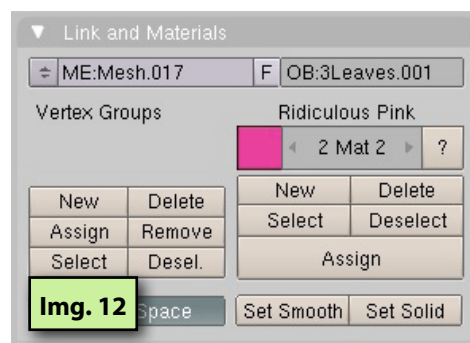 Link and Materials
ME:Mesh.017 F OB:3Leaves.001
Vertex Groups Ridiculous Pink
2 Mat 2 ?
New Delete New Delete
Assign Remove Select Deselect
Select Desel. Assign
Img. 12 Space Set Smooth Set Solid